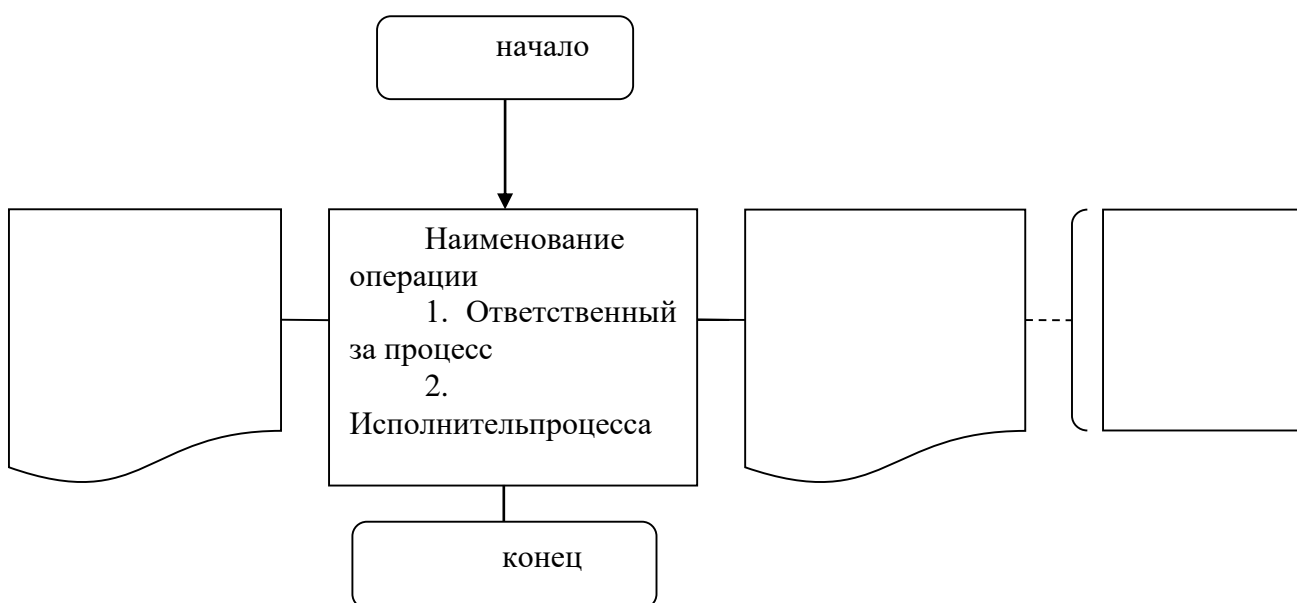 начало
Наименование
операции
1. Ответственный
за процесс
2.
Исполнительпроцесса
конец